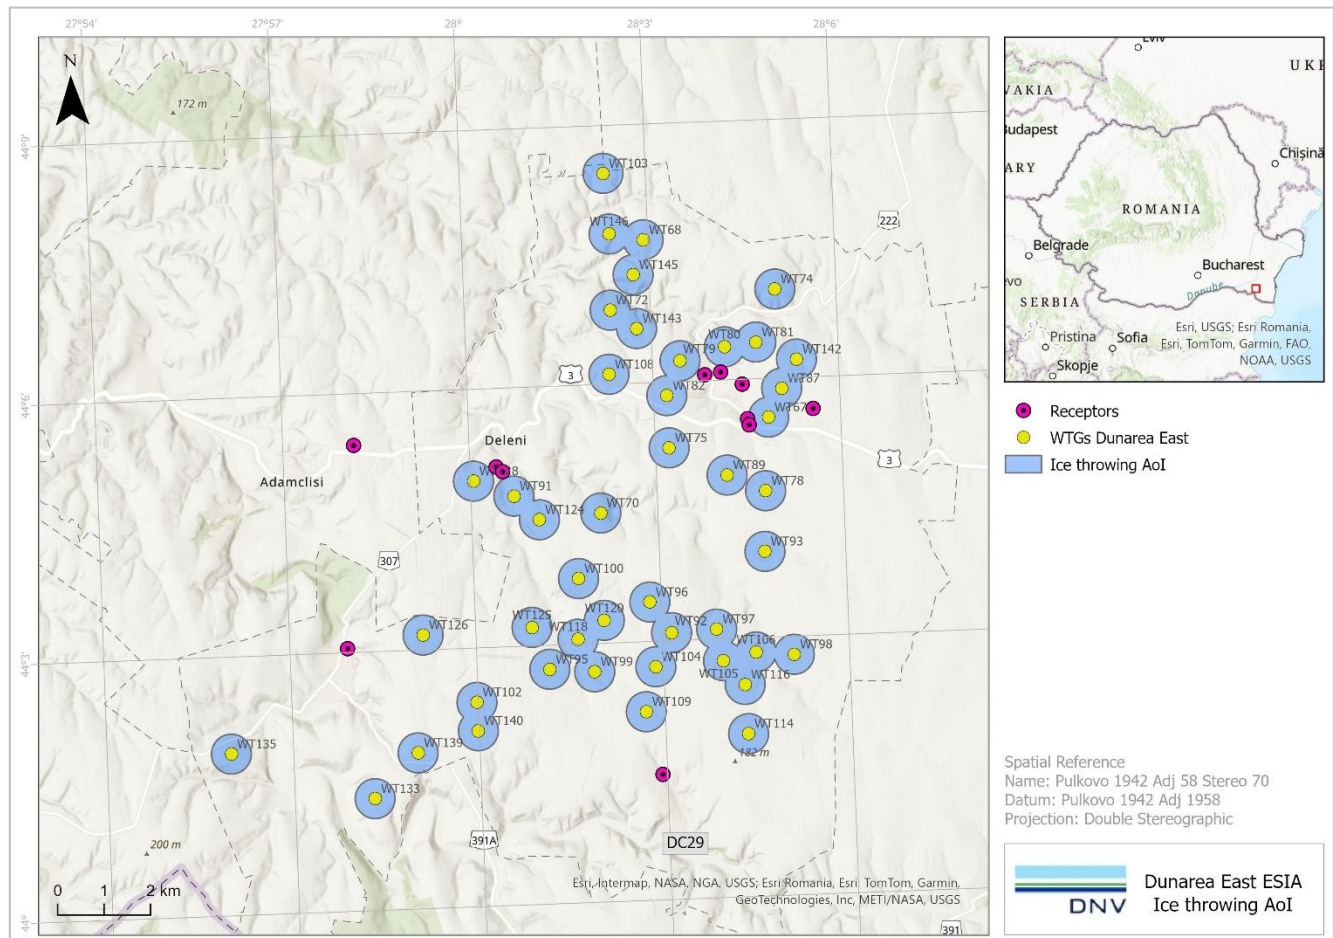 27°54'
27°57'
28°
28°3'
28°6'
N
172 m
44°9'
WT103
222
WT146
WT68
WT145
WT74
WT72
WT143
WT81
WT80
WT79
WT142
3
WT108
WT87
WT82
44°6'
WT67
Deleni
WT75
3
Adamclisi
WT89
WT78
WT91
WT70
WT124
WT93
307
WT100
WT96
WT120
WT125
WT126
WT118
WT92
WT97
WT106
WT98
44°3'
WT95
WT99
WT104
WT105
WT116
WT102
WT109
WT140
WT114
WT135
WT139
182 m
WT133
391A
DC29
200 m
0 1 2 km
Esri, Intermap, NASA, NGA, USGS; Esri Romania, Esri, TomTom, Garmin,
GeoTechnologies, Inc, METI/NASA, USGS
44°
391
Lviv
UKF
VAKIA
Budapest
Chișină
ARY
ROMANIA
Belgrade
Bucharest
evo
Danube
SERBIA
Esri, USGS; Esri Romania,
Pristina
Sofia
Esri, TomTom, Garmin, FAO,
NOAA, USGS
Skopje
Receptors
WTGs Dunarea East
Ice throwing AoI
Spatial Reference
Name: Pulkovo 1942 Adj 58 Stereo 70
Datum: Pulkovo 1942 Adj 1958
Projection: Double Stereographic
DNV
Dunarea East ESIA
Ice throwing AoI